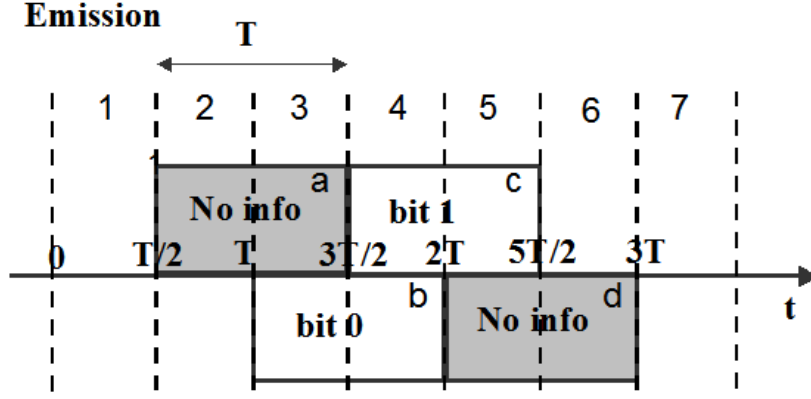 Emission
T
1 2 3 4 5 6 7
a c
No info bit 1
0 T/2 T 3T/2 2T 5T/2 3T
b d
bit 0 No info
t